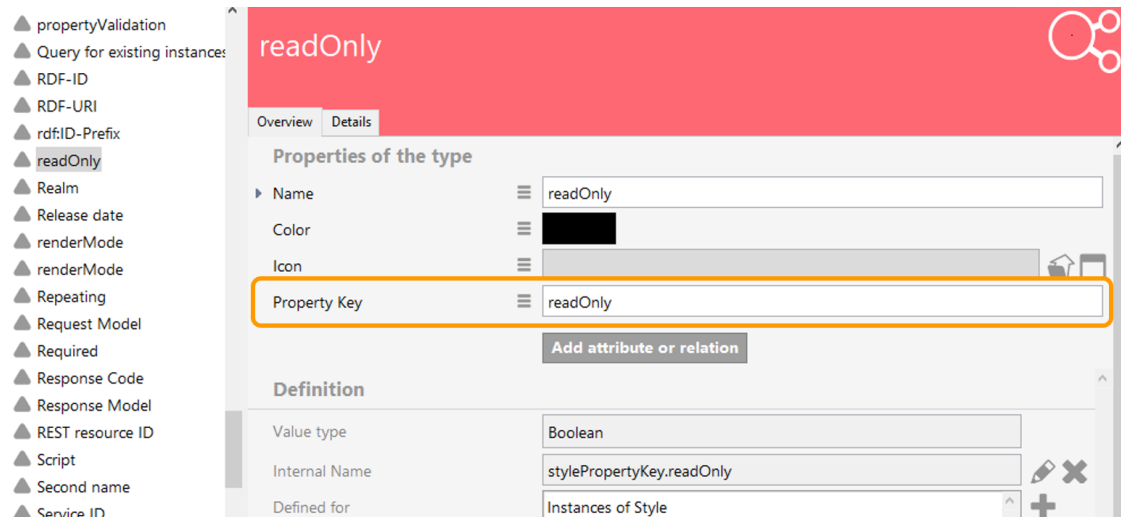 propertyValidation
Query for existing instances
RDF-ID
RDF-URI
rdf:ID-Prefix
readOnly
Realm
Release date
renderMode
renderMode
Repeating
Request Model
Required
Response Code
Response Model
REST resource ID
Script
Second name
Service ID
readOnly
Overview Details
Properties of the type
Name readOnly
Color
Icon
Property Key readOnly
Add attribute or relation
Definition
Value type Boolean
Internal Name stylePropertyKey.readOnly
Defined for Instances of Style